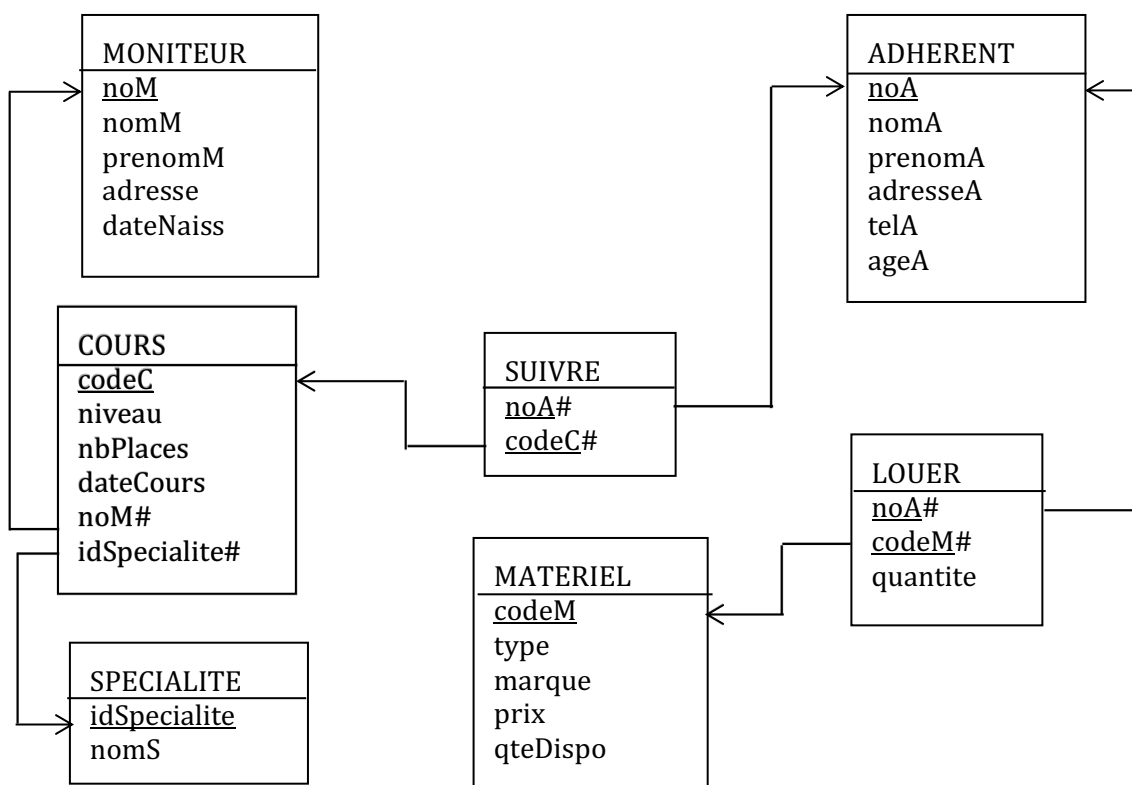 MONITEUR
noM
nomM
prenomM
adresse
dateNaiss
ADHERENT
noA
nomA
prenomA
adresseA
telA
ageA
COURS
codeC
niveau
nbPlaces
dateCours
noM#
idSpecialite#
SUIVRE
noA#
codeC#
LOUER
noA#
codeM#
quantite
MATERIEL
codeM
type
marque
prix
qteDispo
SPECIALITE
idSpecialite
nomS